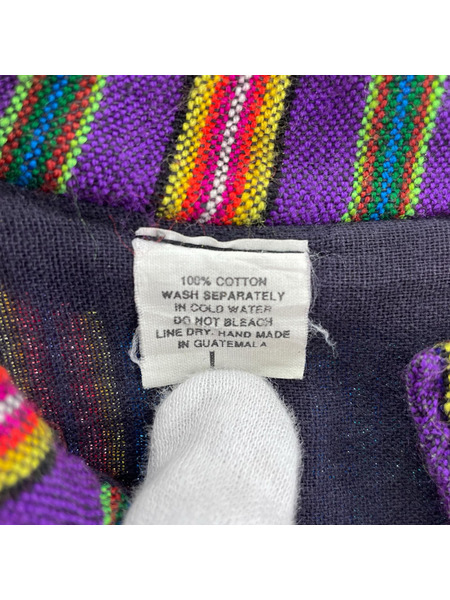 100% COTTON
WASH SEPARATELY
IN COLD WATER
DO NOT BLEACH
LINE DRY. HAND MADE
IN GUATEMALA